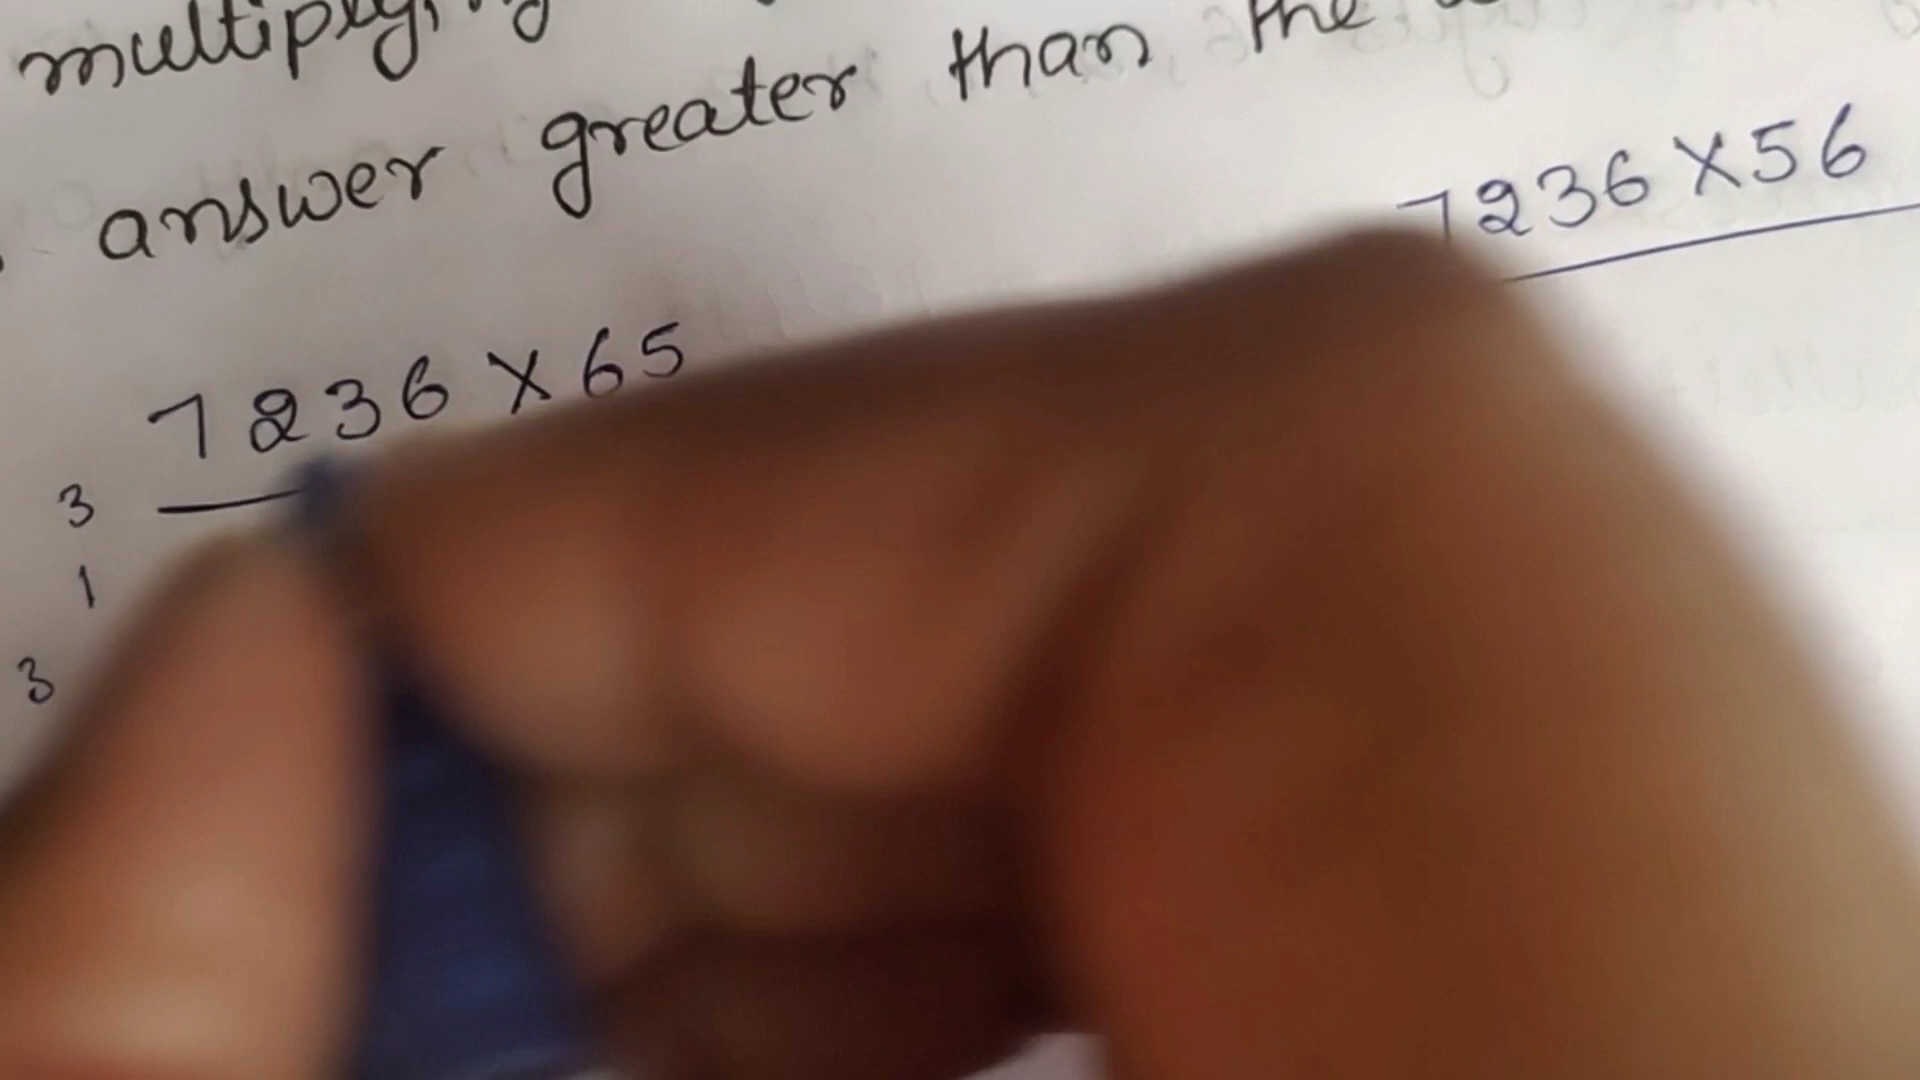 multiplying
answer greater than the
7236 X 56
7236 X 65
3
1
3